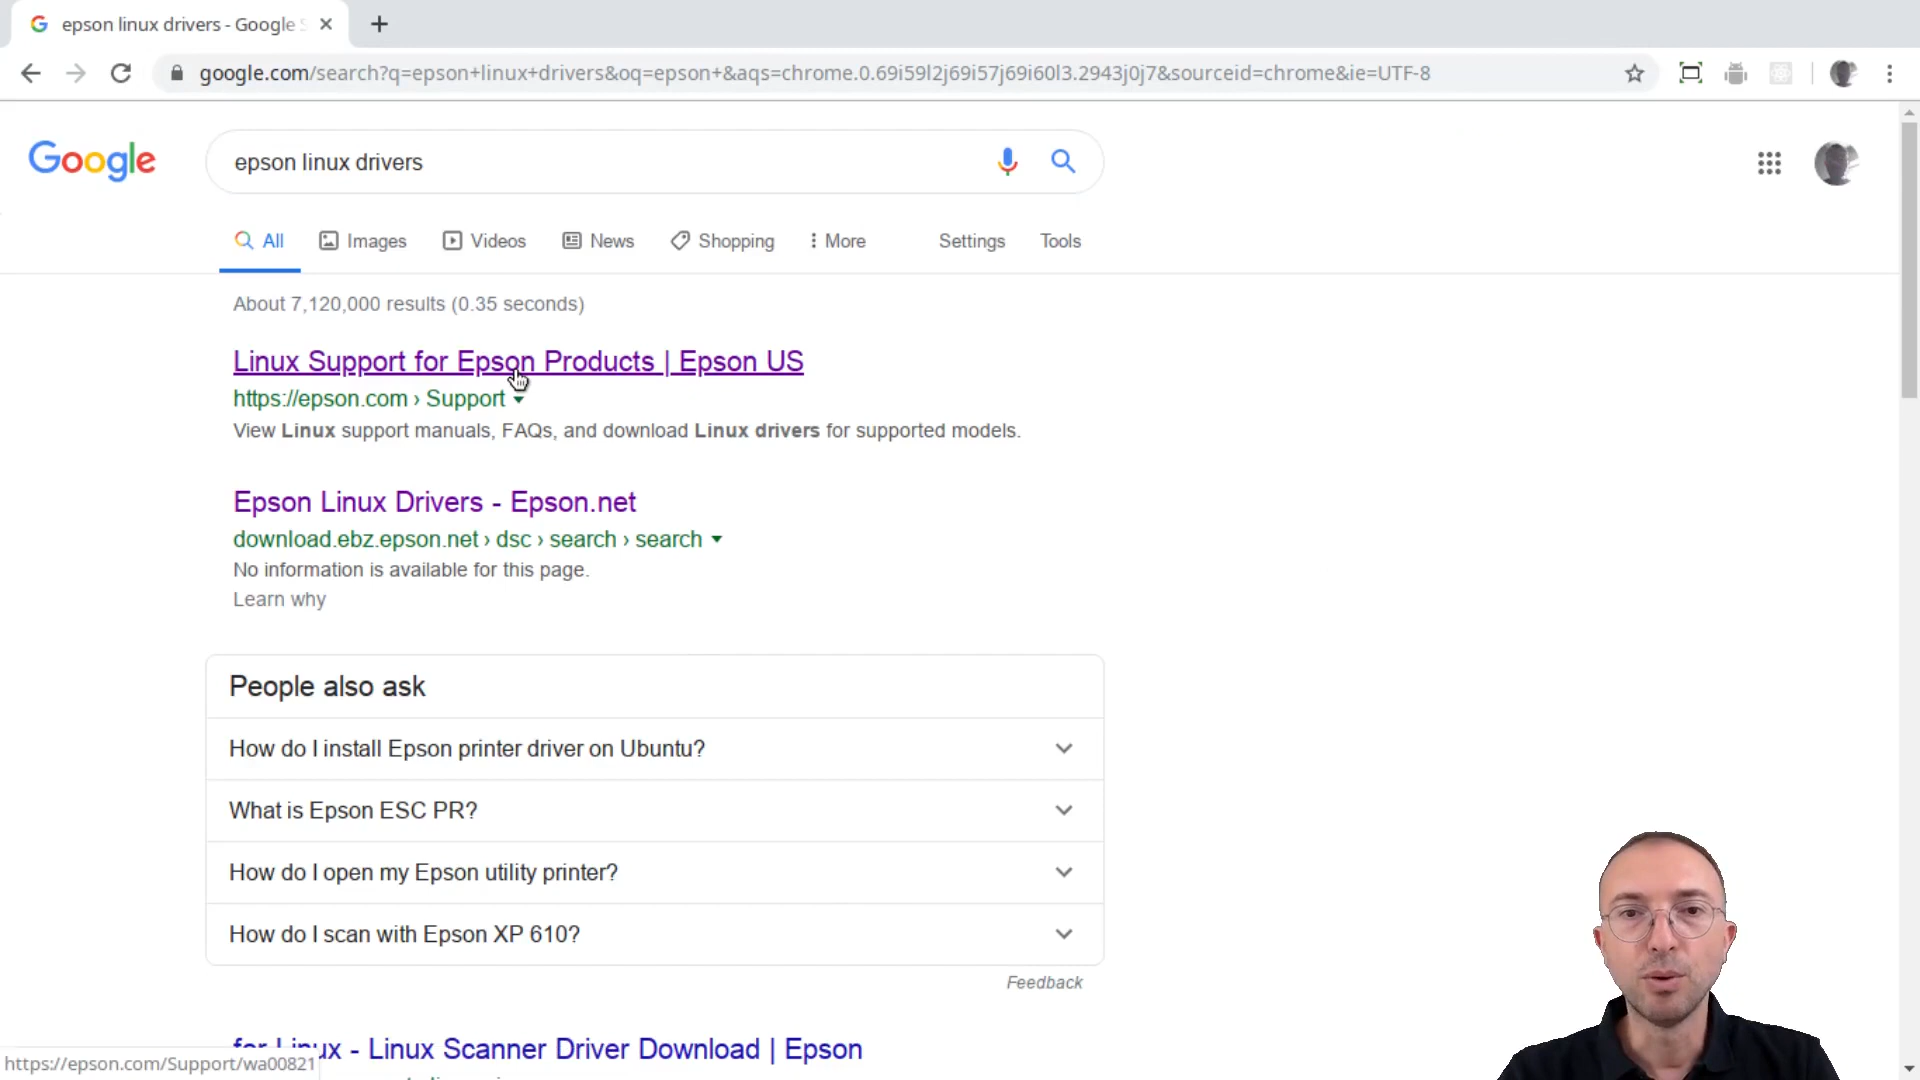 epson linux drivers - Google S
google.com/search?q=epson+linux+drivers&oq=epson+&aqs=chrome.0.69i59l2j69i57j69i60l3.2943j0j7&sourceid=chrome&ie=UTF-8
Google
epson linux drivers
All Images Videos News Shopping More Settings Tools
About 7,120,000 results (0.35 seconds)
Linux Support for Epson Products | Epson US
https://epson.com › Support
View Linux support manuals, FAQs, and download Linux drivers for supported models.
Epson Linux Drivers - Epson.net
download.ebz.epson.net › dsc › search › search
No information is available for this page.
Learn why
People also ask
How do I install Epson printer driver on Ubuntu?
What is Epson ESC PR?
How do I open my Epson utility printer?
How do I scan with Epson XP 610?
Feedback
for Linux - Linux Scanner Driver Download | Epson
https://epson.com/Support/wa00821